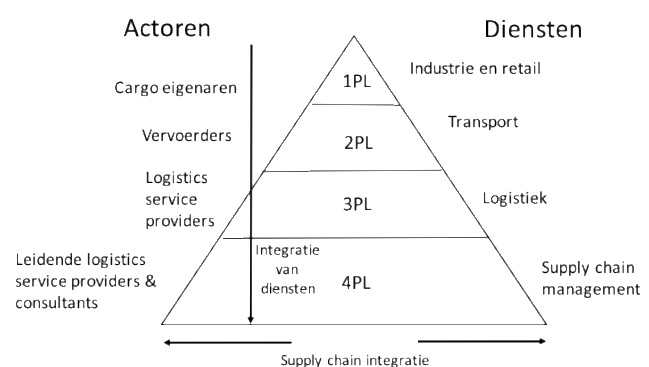 Actoren
Diensten
Cargo eigenaren
1PL
Industrie en retail
Vervoerders
2PL
Transport
Logistics
service
providers
3PL
Logistiek
Leidende logistics
service providers &
consultants
Integratie
van
diensten
4PL
Supply chain
management
Supply chain integratie